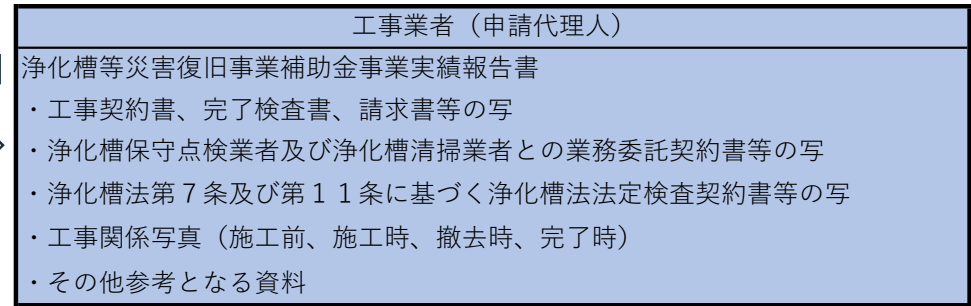 工事業者（申請代理人）
浄化槽等災害復旧事業補助金事業実績報告書
・工事契約書、完了検査書、請求書等の写
・浄化槽保守点検業者及び浄化槽清掃業者との業務委託契約書等の写
・浄化槽法第７条及び第１１条に基づく浄化槽法法定検査契約書等の写
・工事関係写真（施工前、施工時、撤去時、完了時）
・その他参考となる資料